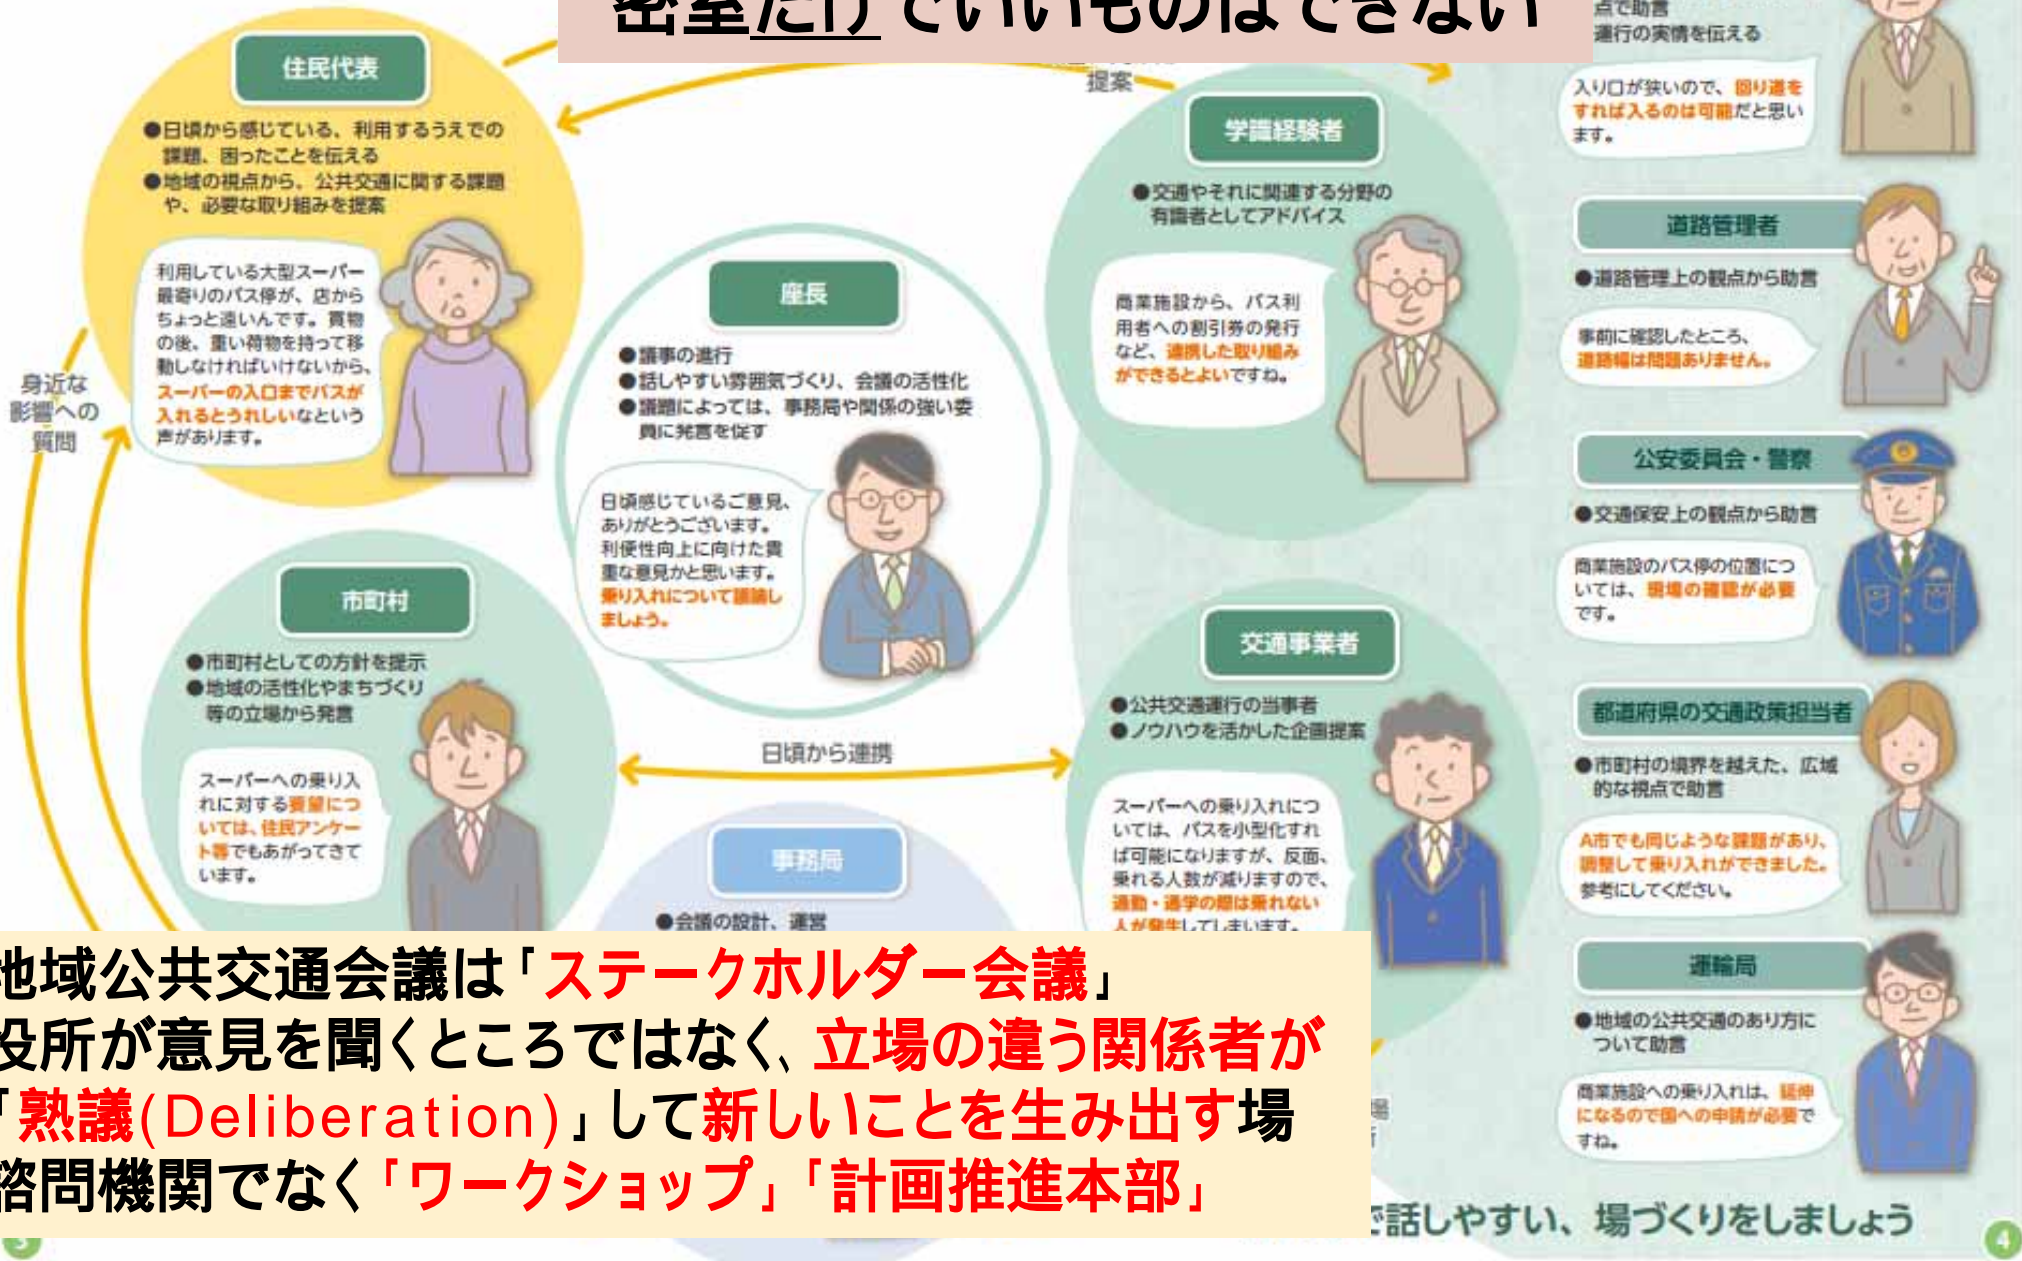 密室だけでいいものはできない
住民代表
●日頃から感じている、利用するうえでの
課題、困ったことを伝える
●地域の視点から、公共交通に関する課題
や、必要な取り組みを提案
利用している大型スーパー
最寄りのバス停が、店から
ちょっと遠いんです。買物
の後、重い荷物を持って移
動しなければいけないから、
スーパーの入口までバスが
入れるとうれしいなという
声があります。
身近な
影響への
質問
提案
座長
●議事の進行
●話しやすい雰囲気づくり、会議の活性化
●議題によっては、事務局や関係の強い委
員に発言を促す
日頃感じているご意見、
ありがとうございます。
利便性向上に向けた貴
重な意見かと思います。
乗り入れについて議論し
ましょう。
学識経験者
●交通やそれに関連する分野の
有識者としてアドバイス
商業施設から、バス利
用者への割引券の発行
など、連携した取り組み
ができるとよいですね。
市町村
●市町村としての方針を提示
●地域の活性化やまちづくり
等の立場から発言
スーパーへの乗り入
れに対する要望につ
いては、住民アンケー
ト等でもあがってきて
います。
日頃から連携
事務局
●会議の設計、運営
交通事業者
●公共交通運行の当事者
●ノウハウを活かした企画提案
スーパーへの乗り入れにつ
いては、バスを小型化すれ
ば可能になりますが、反面、
乗れる人数が減りますので、
通勤・通学の際は乗れない
人が発生してしまいます。
点で助言
運行の実情を伝える
入り口が狭いので、回り道を
すれば入るのは可能だと思い
ます。
道路管理者
●道路管理上の観点から助言
事前に確認したところ、
道路幅は問題ありません。
公安委員会・警察
●交通保安上の観点から助言
商業施設のバス停の位置につ
いては、現場の確認が必要
です。
都道府県の交通政策担当者
●市町村の境界を越えた、広域
的な視点で助言
A市でも同じような課題があり、
調整して乗り入れができました。
参考にしてください。
運輸局
●地域の公共交通のあり方に
ついて助言
商業施設への乗り入れは、延伸
になるので国への申請が必要で
すね。
地域公共交通会議は「ステークホルダー会議」
役所が意見を聞くところではなく、立場の違う関係者が
「熟議(Deliberation)」して新しいことを生み出す場
諮問機関でなく「ワークショップ」「計画推進本部」
場
で話しやすい、場づくりをしましょう
3
4